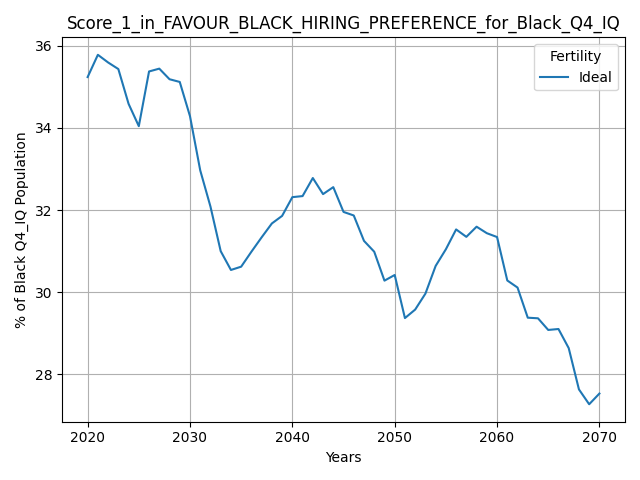 Score_1_in_FAVOUR_BLACK_HIRING_PREFERENCE_for_Black_Q4_IQ
Fertility
Ideal
36
34
32
30
28
% of Black Q4_IQ Population
2020 2030 2040 2050 2060 2070
Years